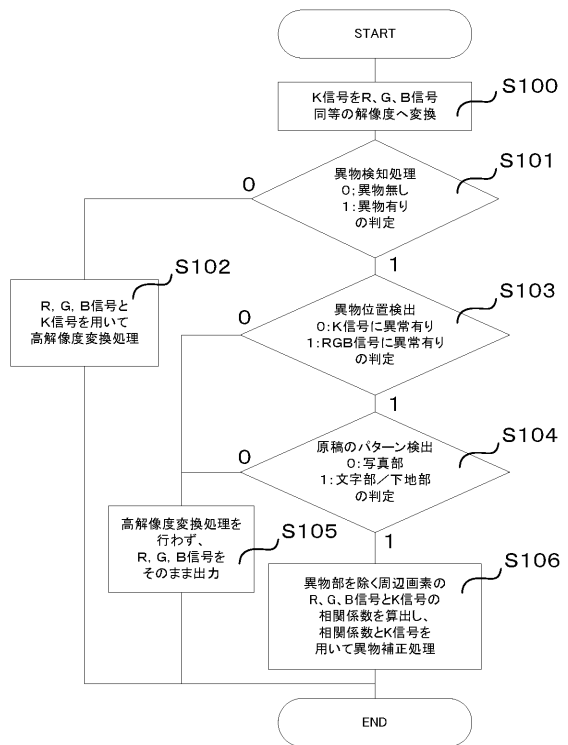 START
K信号をR、G、B信号
同等の解像度へ変換
S100
異物検知処理
0；異物無し
1：異物有り
の判定
S101
0
1
R, G, B信号と
K信号を用いて
高解像度変換処理
S102
異物位置検出
0：K信号に異常有り
1：RGB信号に異常有り
の判定
S103
0
1
原稿のパターン検出
0：写真部
1：文字部／下地部
の判定
S104
0
1
高解像度変換処理を
行わず、
R, G, B信号を
そのまま出力
S105
異物部を除く周辺画素の
R、G、B信号とK信号の
相関係数を算出し、
相関係数とK信号を
用いて異物補正処理
S106
END